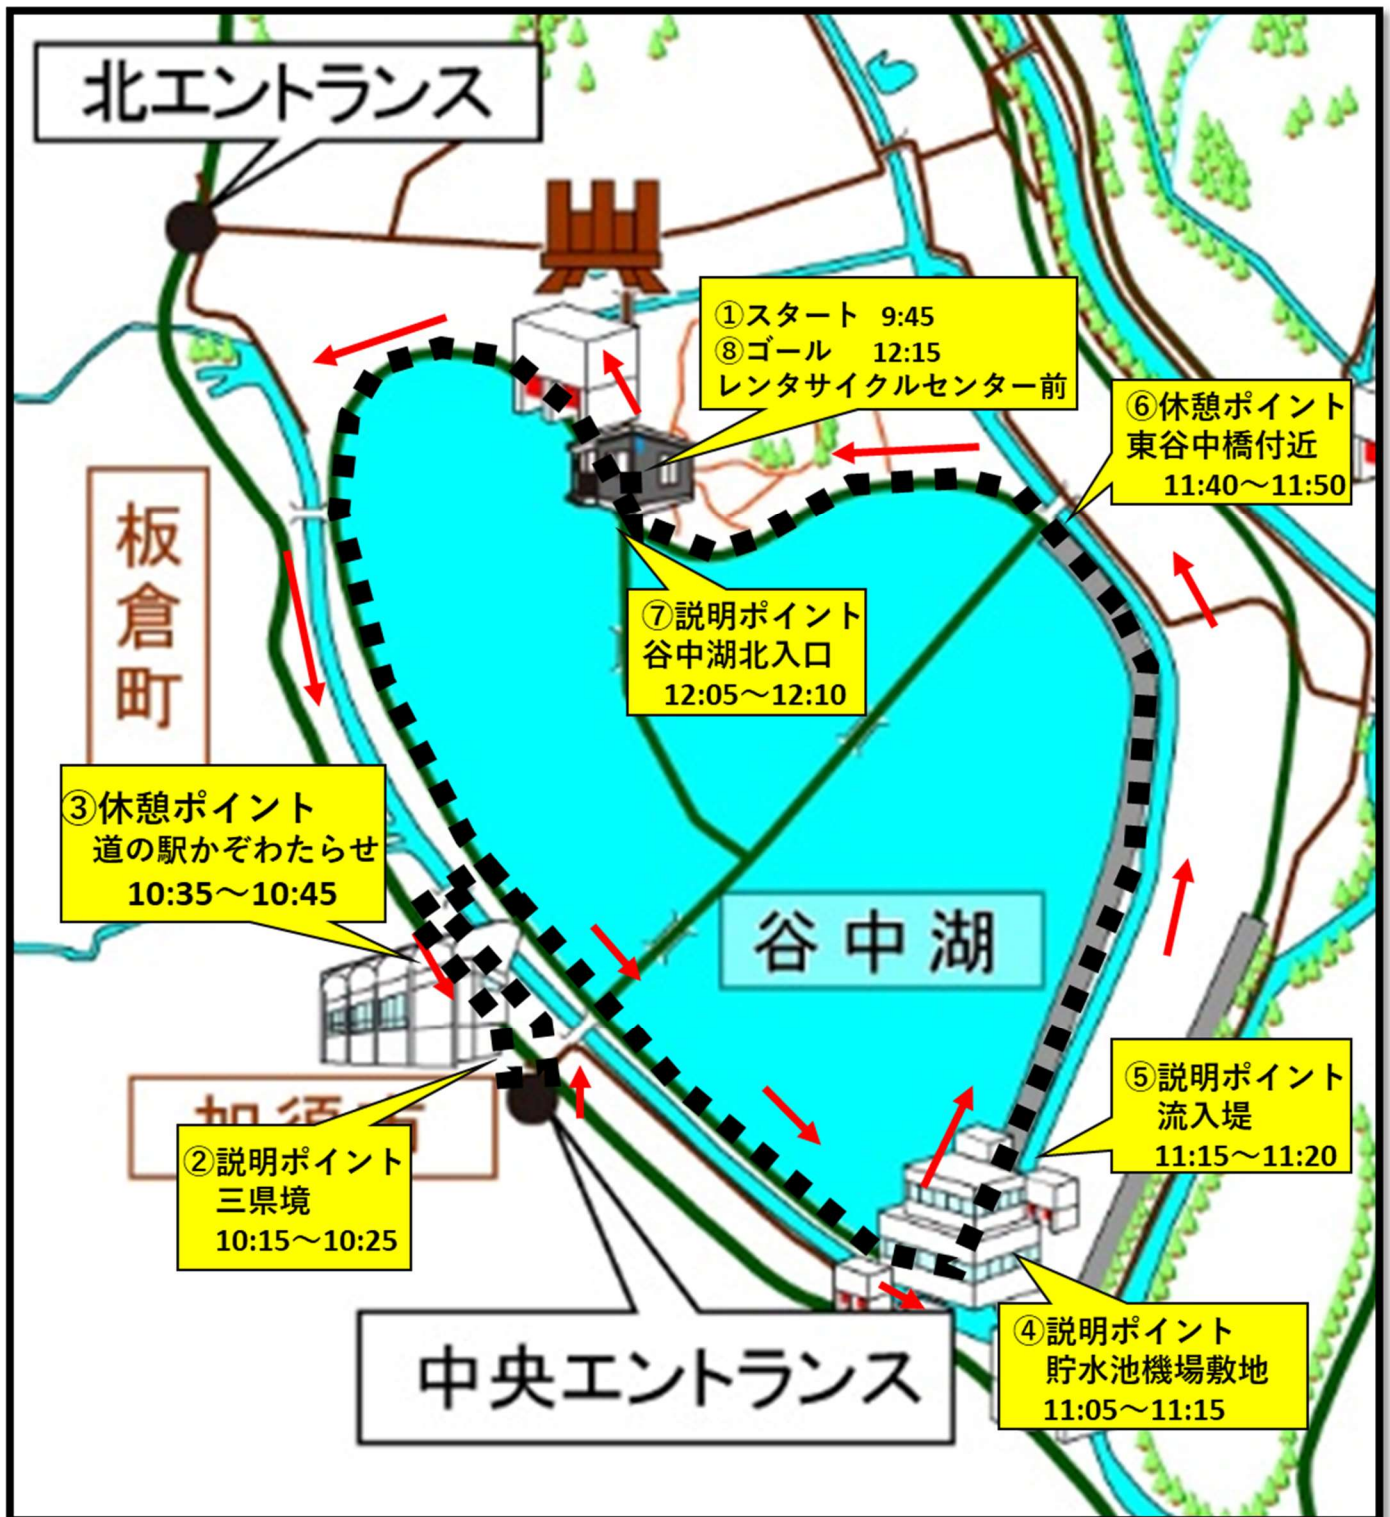 北エントランス
①スタート 9:45
⑧ゴール 12:15
レンタサイクルセンター前
⑥休憩ポイント
東谷中橋付近
11:40～11:50
板倉町
⑦説明ポイント
谷中湖北入口
12:05～12:10
③休憩ポイント
道の駅かぞわたらせ
10:35～10:45
谷中湖
⑤説明ポイント
流入堤
11:15～11:20
②説明ポイント
三県境
10:15～10:25
④説明ポイント
貯水池機場敷地
11:05～11:15
中央エントランス